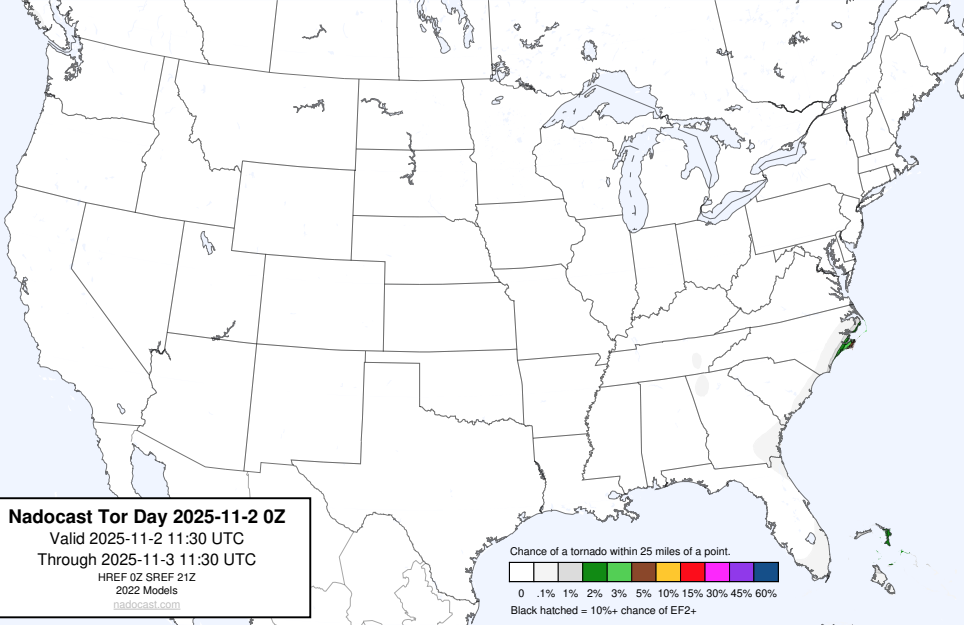 Nadocast Tor Day 2025-11-2 0Z
Valid 2025-11-2 11:30 UTC
Through 2025-11-3 11:30 UTC
HREF 0Z SREF 21Z
2022 Models
nadocast.com
Chance of a tornado within 25 miles of a point.
0 .1% 1% 2% 3% 5% 10% 15% 30% 45% 60%
Black hatched = 10%+ chance of EF2+